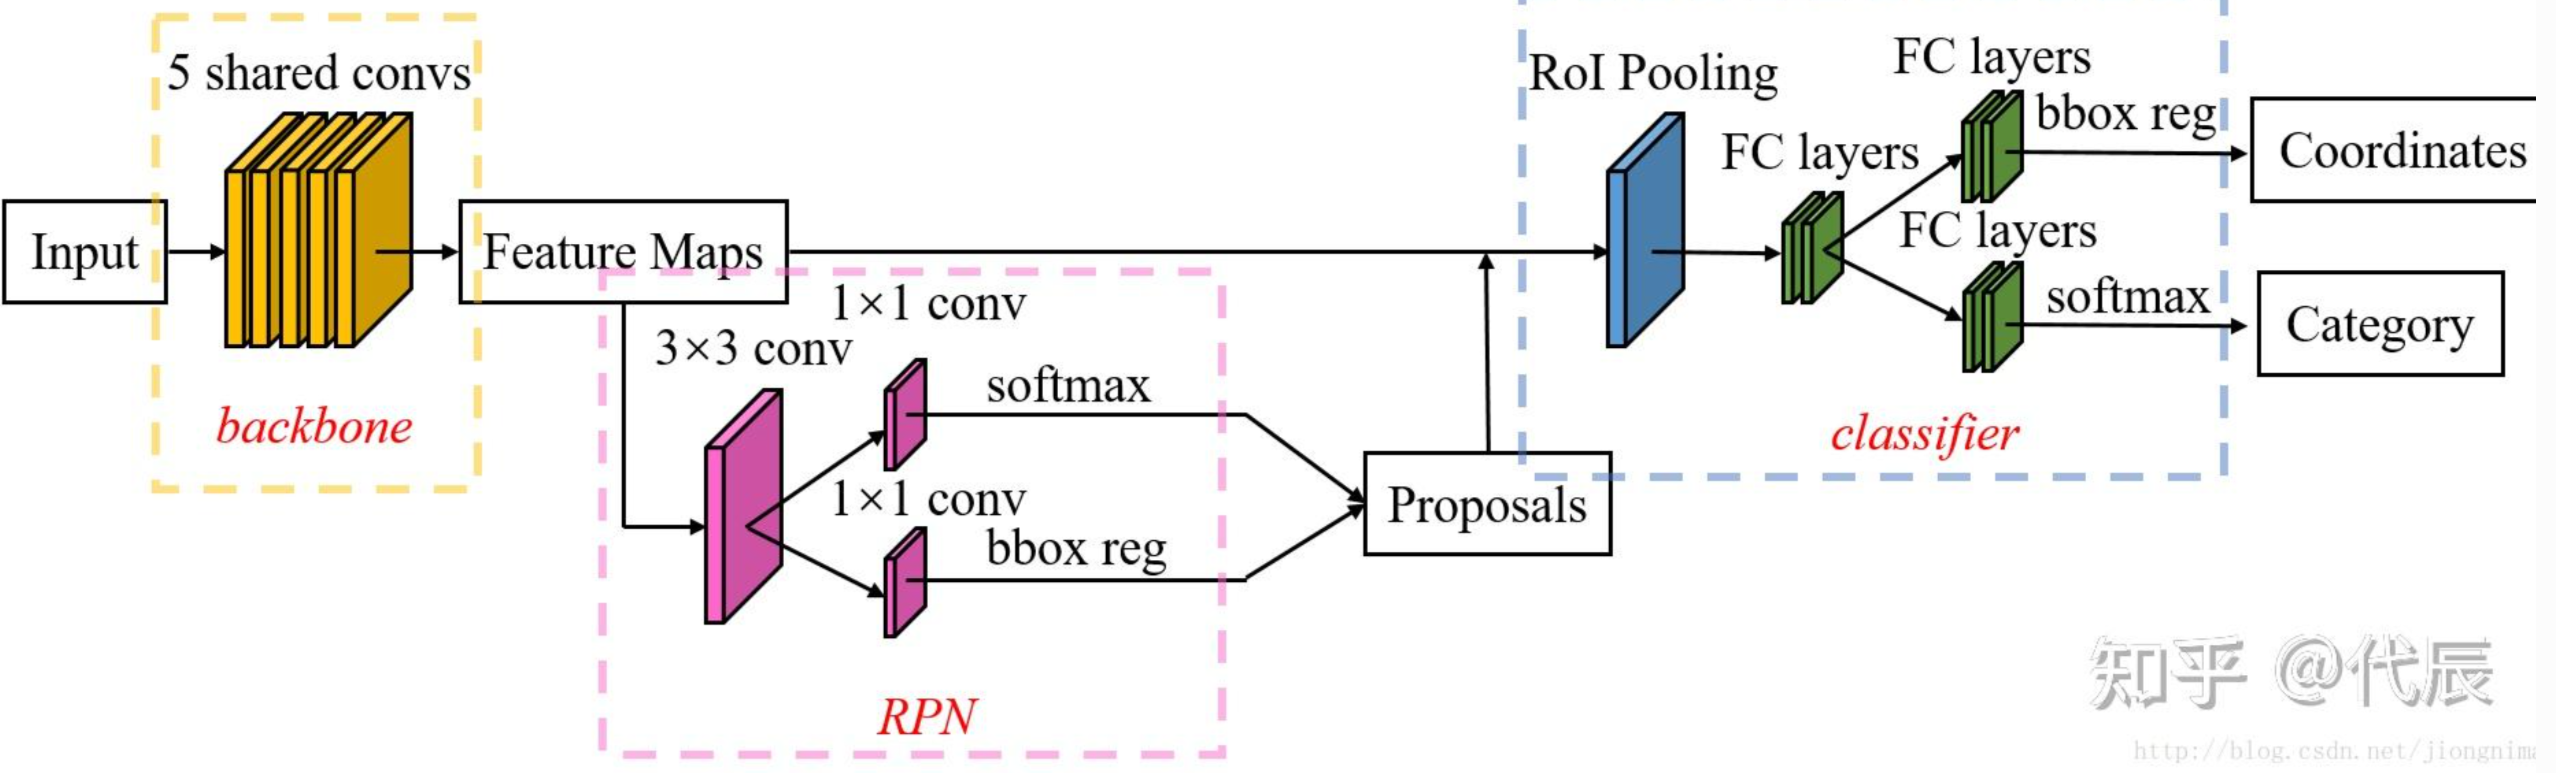 5 shared convs
Input
backbone
Feature Maps
3×3 conv
1×1 conv
softmax
1×1 conv
bbox reg
RPN
Proposals
RoI Pooling
FC layers
FC layers
bbox reg
FC layers
softmax
classifier
Coordinates
Category
知乎 @代辰
http://blog.csdn.net/jiongnima